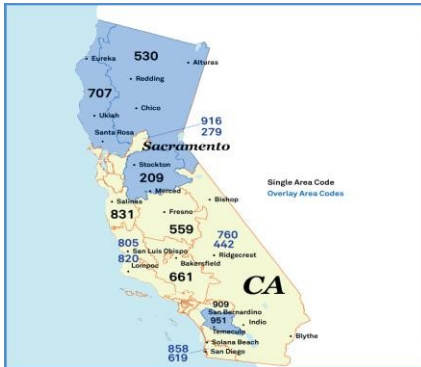 530
Eureka
Alturas
Redding
707
Chico
Ukiah
916
279
Santa Rosa
Sacramento
Stockton
209
Single Area Code
Overlay Area Codes
Merced
Bishop
Salinas
831
Fresno
559
760
442
805
820
San Luis Obispo
Ridgecrest
Lompoc
Bakersfield
661
CA
909
San Bernardino
951
Indio
Temecula
Blythe
Solana Beach
858
619
San Diego